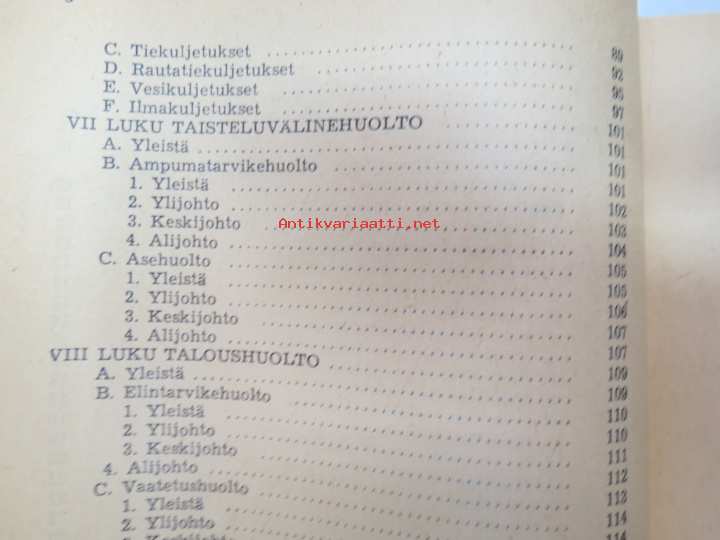 C. Tiekuljetukset ........ 89
D. Rautatiekuljetukset ........ 92
E. Vesikuljetukset ........ 95
F. Ilmakuljetukset ........ 97
VII LUKU TAISTELUVÄLINEHUOLTO ........ 101
A. Yleistä ........ 101
B. Ampumatarvikehuolto ........ 101
1. Yleistä ........ 101
2. Ylijohto ........ 102
3. Keskijohto ........ 103
Antikvariaatti.net
4. Alijohto ........ 104
C. Asehuolto ........ 105
1. Yleistä ........ 105
2. Ylijohto ........ 106
3. Keskijohto ........ 107
4. Alijohto ........ 107
VIII LUKU TALOUSHUOLTO ........ 109
A. Yleistä ........ 109
B. Elintarvikehuolto ........ 110
1. Yleistä ........ 110
2. Ylijohto ........ 111
3. Keskijohto ........ 112
4. Alijohto ........ 113
C. Vaatetushuolto ........ 114
1. Yleistä ........ 114
2. Ylijohto
3. Keskijohto